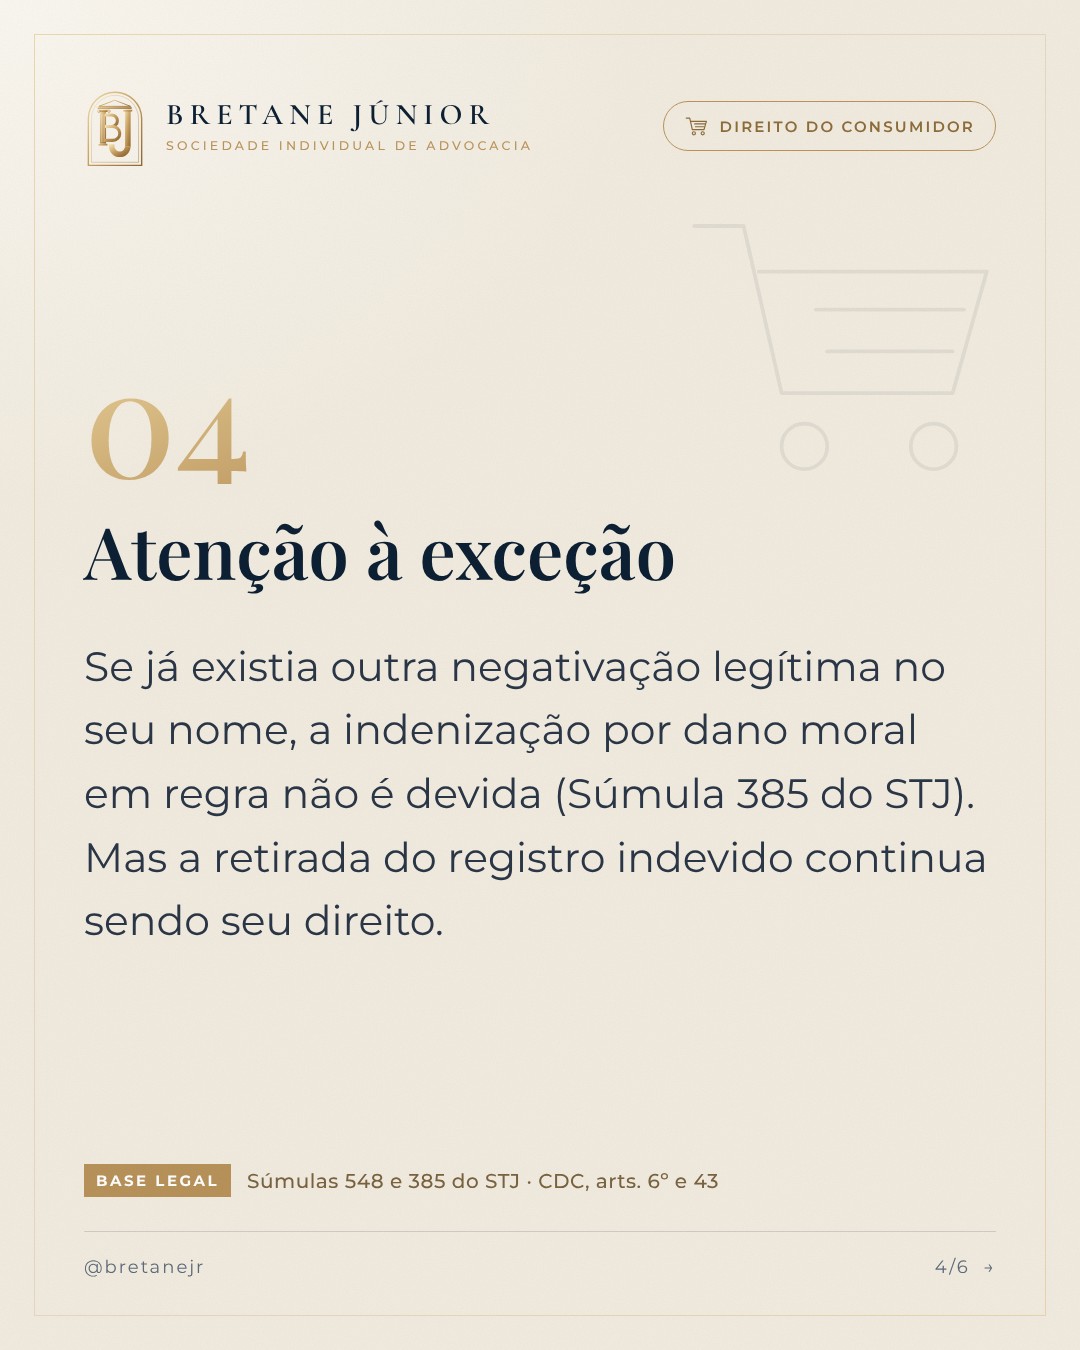 BRETANE JÚNIOR
SOCIEDADE INDIVIDUAL DE ADVOCACIA
DIREITO DO CONSUMIDOR
04
Atenção à exceção
Se já existia outra negativação legítima no
seu nome, a indenização por dano moral
em regra não é devida (Súmula 385 do STJ).
Mas a retirada do registro indevido continua
sendo seu direito.
BASE LEGAL Súmulas 548 e 385 do STJ · CDC, arts. 6º e 43
@bretanejr
4/6 →